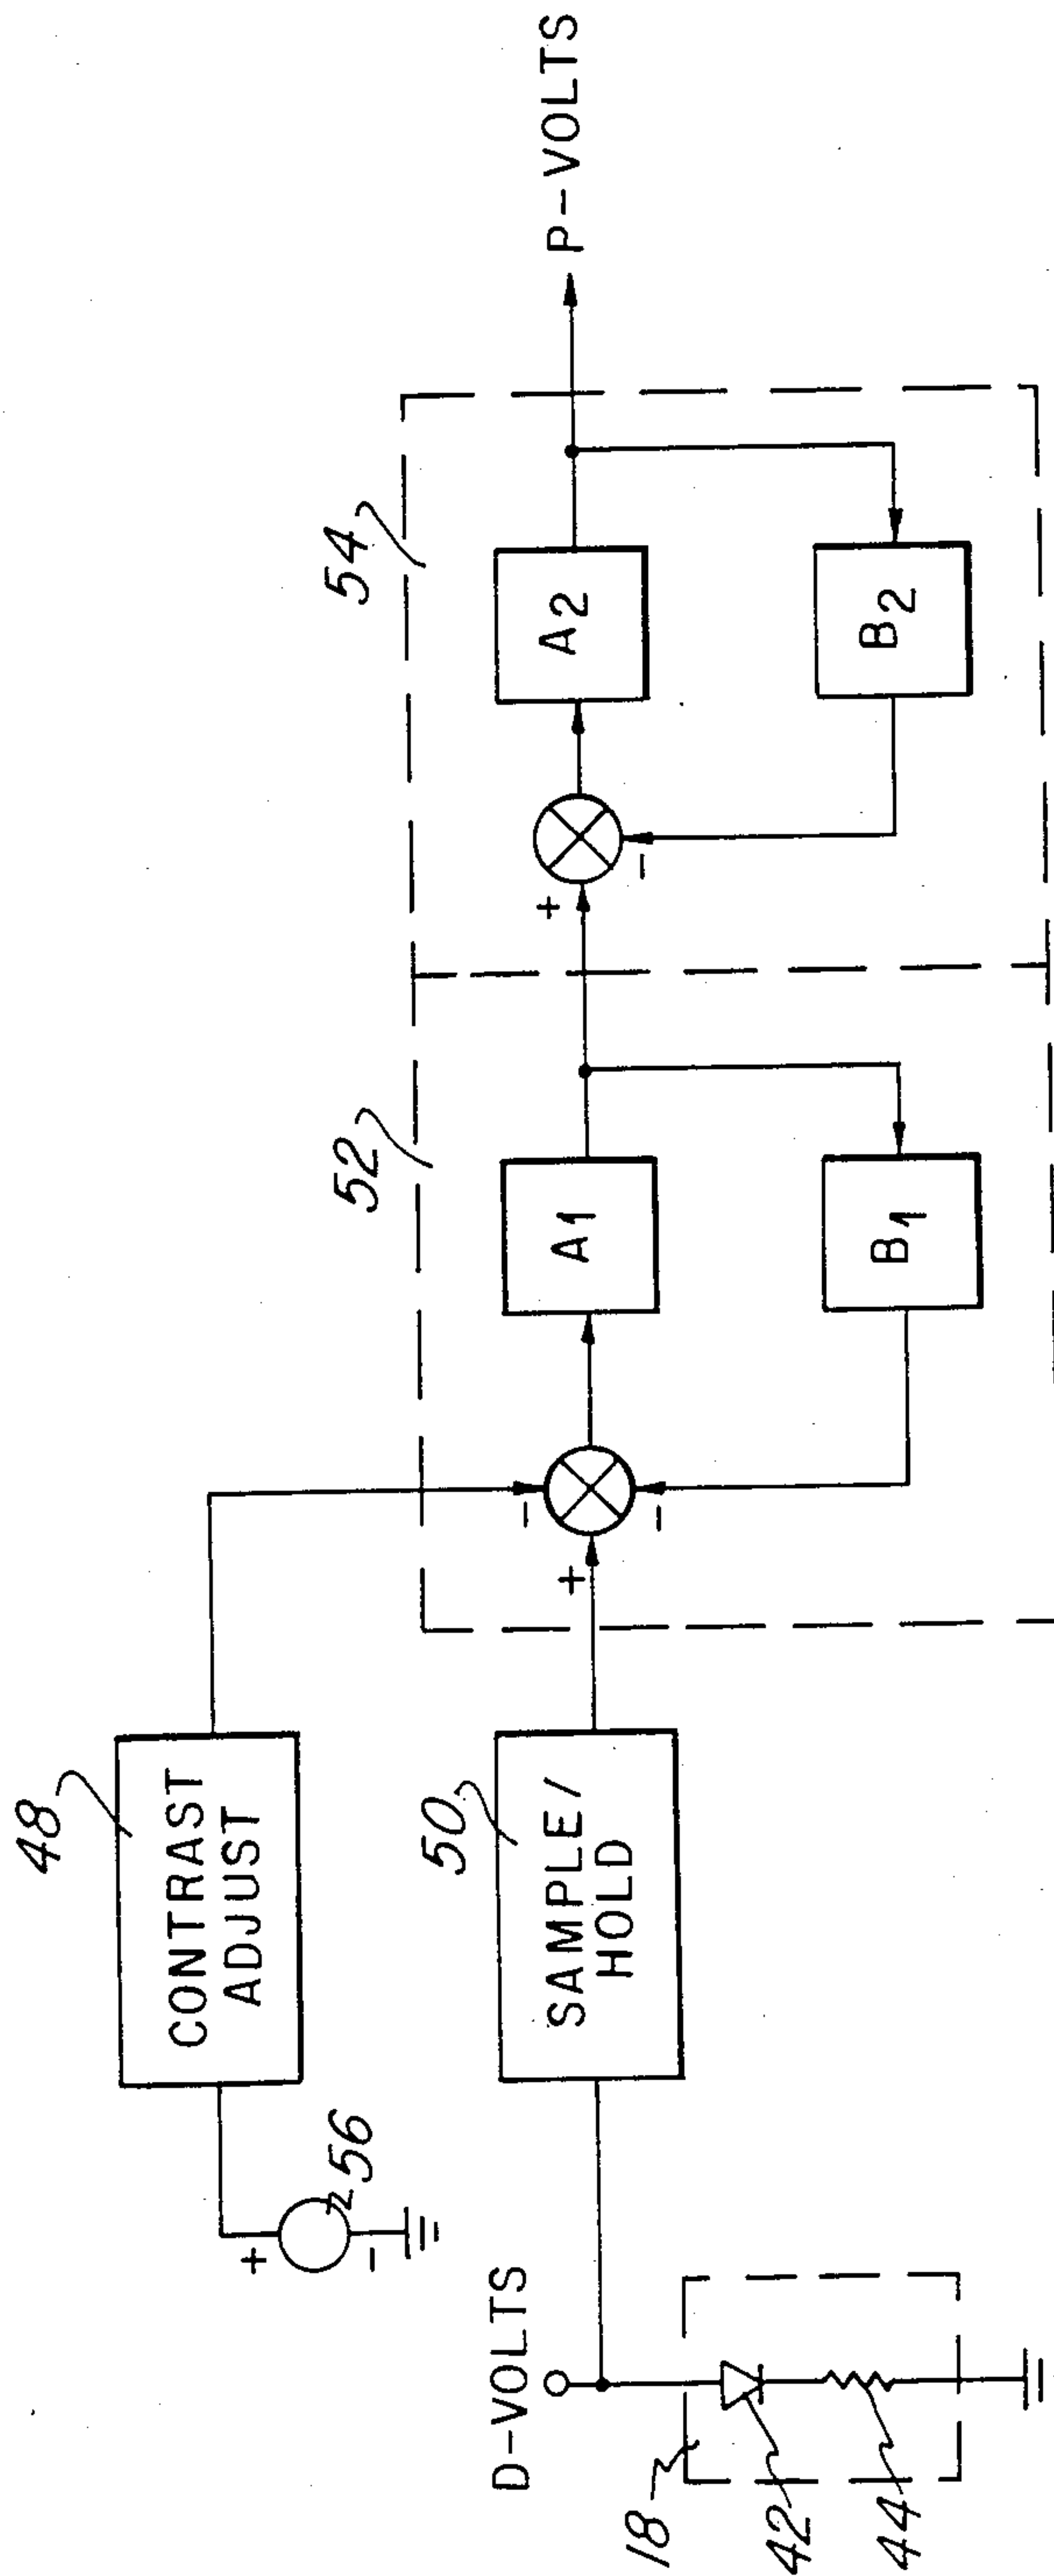 48
CONTRAST
ADJUST
+
-
56
52
54
D-VOLTS
50
SAMPLE/
HOLD
+
-
-
A1
B1
+
-
A2
B2
P-VOLTS
18
42
44